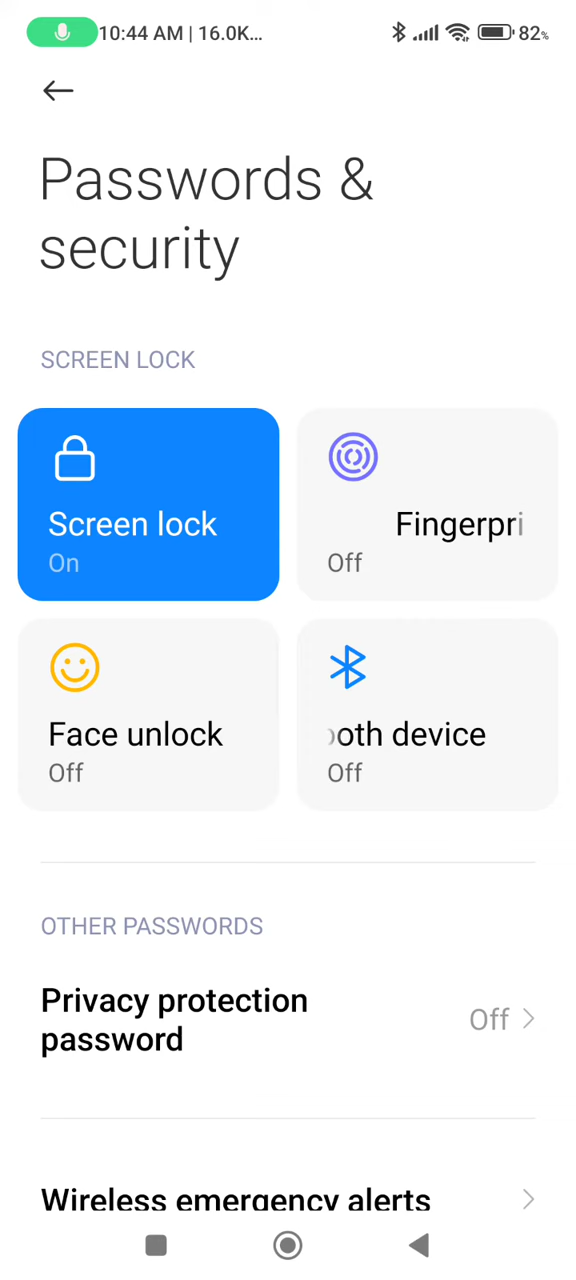 10:44 AM | 16.0K... 82%
Passwords &
security
SCREEN LOCK
Screen lock
On
Fingerpri
Off
Face unlock
Off
oth device
Off
OTHER PASSWORDS
Privacy protection
password
Off
Wireless emergency alerts